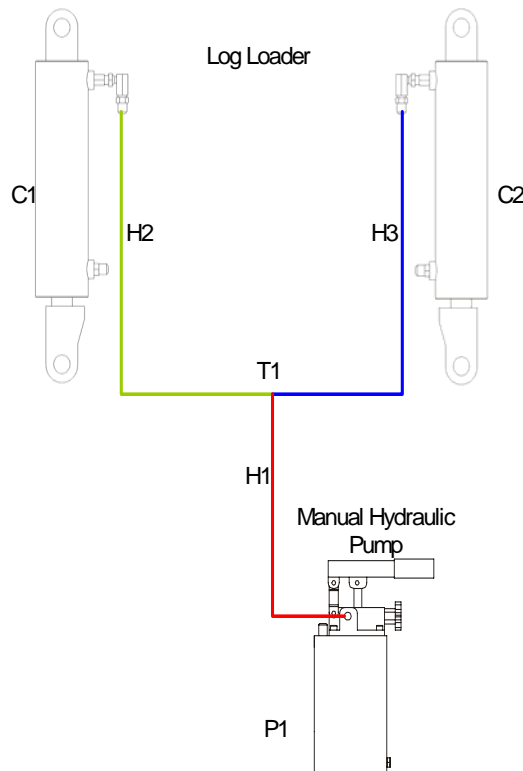 Log Loader
C1
C2
H2
H3
T1
H1
Manual Hydraulic
Pump
P1